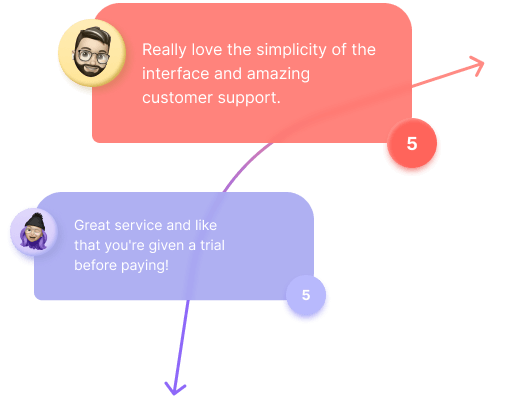 Really love the simplicity of the
interface and amazing
customer support.
5
Great service and like
that you're given a trial
before paying!
5